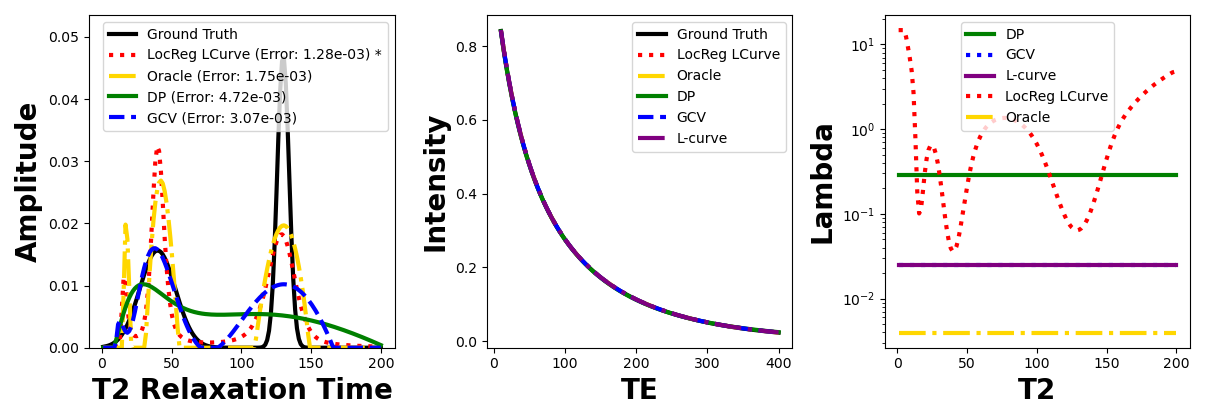 0.05
0.04
0.03
0.02
0.01
0.00
0
50
100
150
200
Amplitude
T2 Relaxation Time
Ground Truth
LocReg LCurve (Error: 1.28e-03) *
Oracle (Error: 1.75e-03)
DP (Error: 4.72e-03)
GCV (Error: 3.07e-03)
0.8
0.6
0.4
0.2
0.0
0
100
200
300
400
Intensity
TE
Ground Truth
LocReg LCurve
Oracle
DP
GCV
L-curve
10¹
10⁰
10⁻¹
10⁻²
0
50
100
150
200
Lambda
T2
DP
GCV
L-curve
LocReg LCurve
Oracle